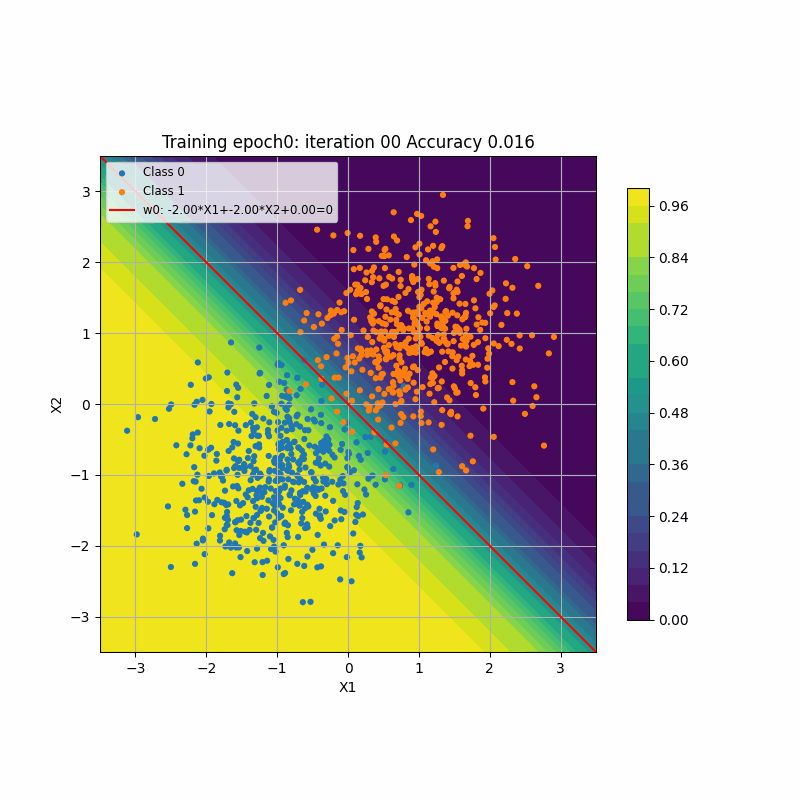 Training epoch0: iteration 00 Accuracy 0.016
Class 0
Class 1
w0: -2.00*X1+-2.00*X2+0.00=0
3
2
1
0
−1
−2
−3
X2
−3 −2 −1 0 1 2 3
X1
0.96
0.84
0.72
0.60
0.48
0.36
0.24
0.12
0.00